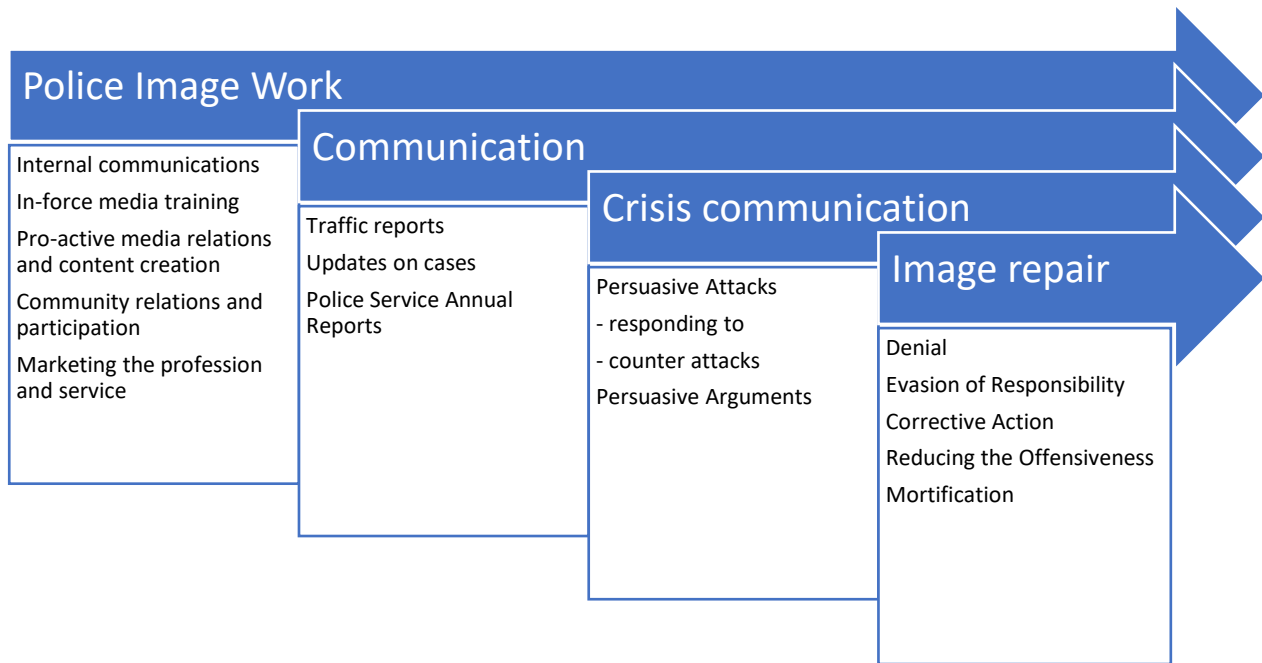 Police Image Work
Internal communications
In-force media training
Pro-active media relations
and content creation
Community relations and
participation
Marketing the profession
and service
Communication
Traffic reports
Updates on cases
Police Service Annual
Reports
Crisis communication
Persuasive Attacks
- responding to
- counter attacks
Persuasive Arguments
Image repair
Denial
Evasion of Responsibility
Corrective Action
Reducing the Offensiveness
Mortification